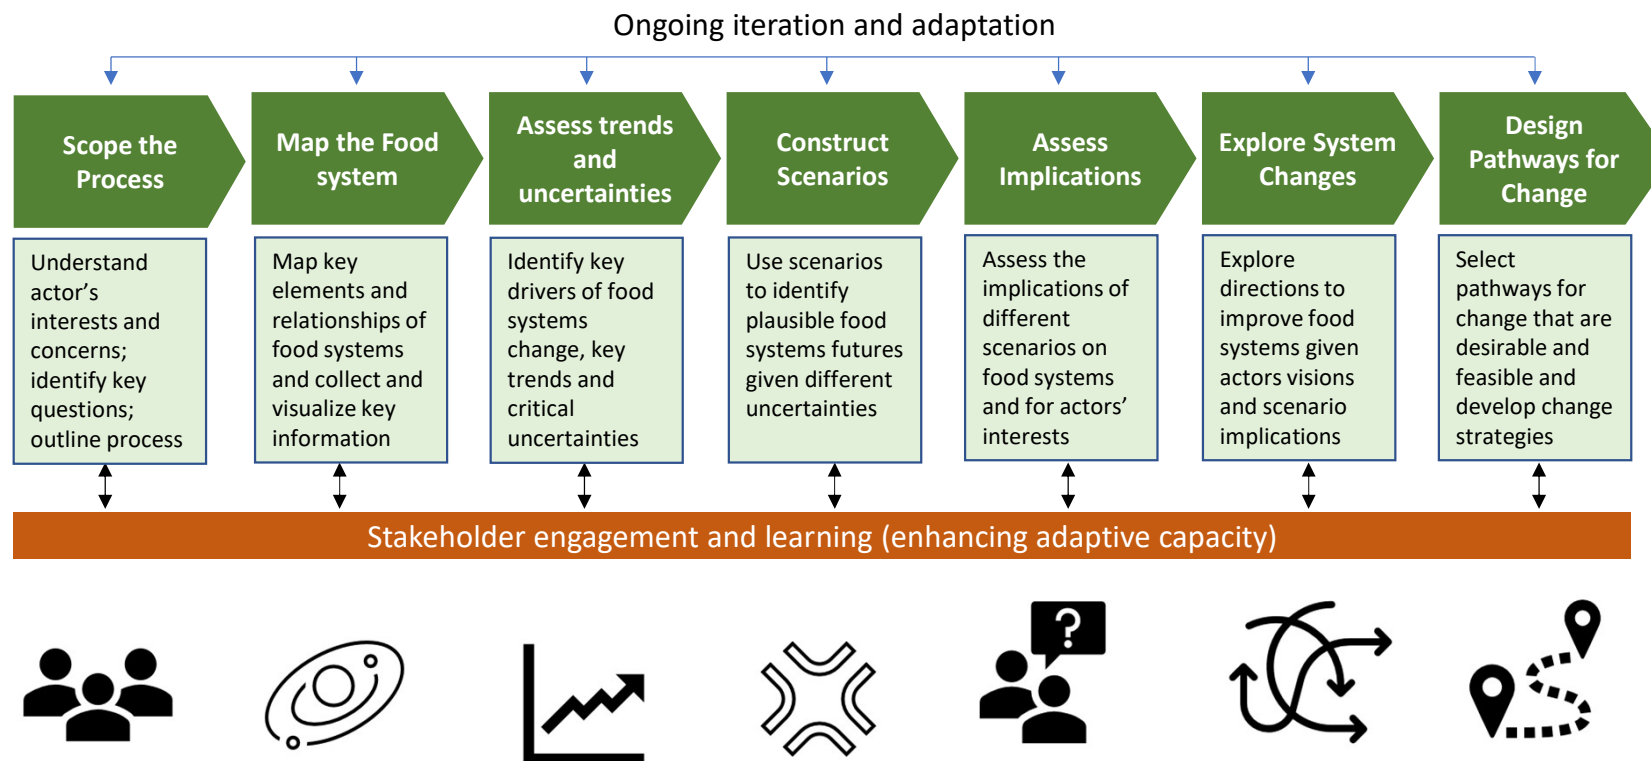 Ongoing iteration and adaptation
Scope the
Process
Map the Food
system
Assess trends
and
uncertainties
Construct
Scenarios
Assess
Implications
Explore System
Changes
Design
Pathways for
Change
Understand
actor's
interests and
concerns;
identify key
questions;
outline process
Map key
elements and
relationships of
food systems
and collect and
visualize key
information
Identify key
drivers of food
systems
change, key
trends and
critical
uncertainties
Use scenarios
to identify
plausible food
systems futures
given different
uncertainties
Assess the
implications of
different
scenarios on
food systems
and for actors'
interests
Explore
directions to
improve food
systems given
actors visions
and scenario
implications
Select
pathways for
change that are
desirable and
feasible and
develop change
strategies
Stakeholder engagement and learning (enhancing adaptive capacity)
?